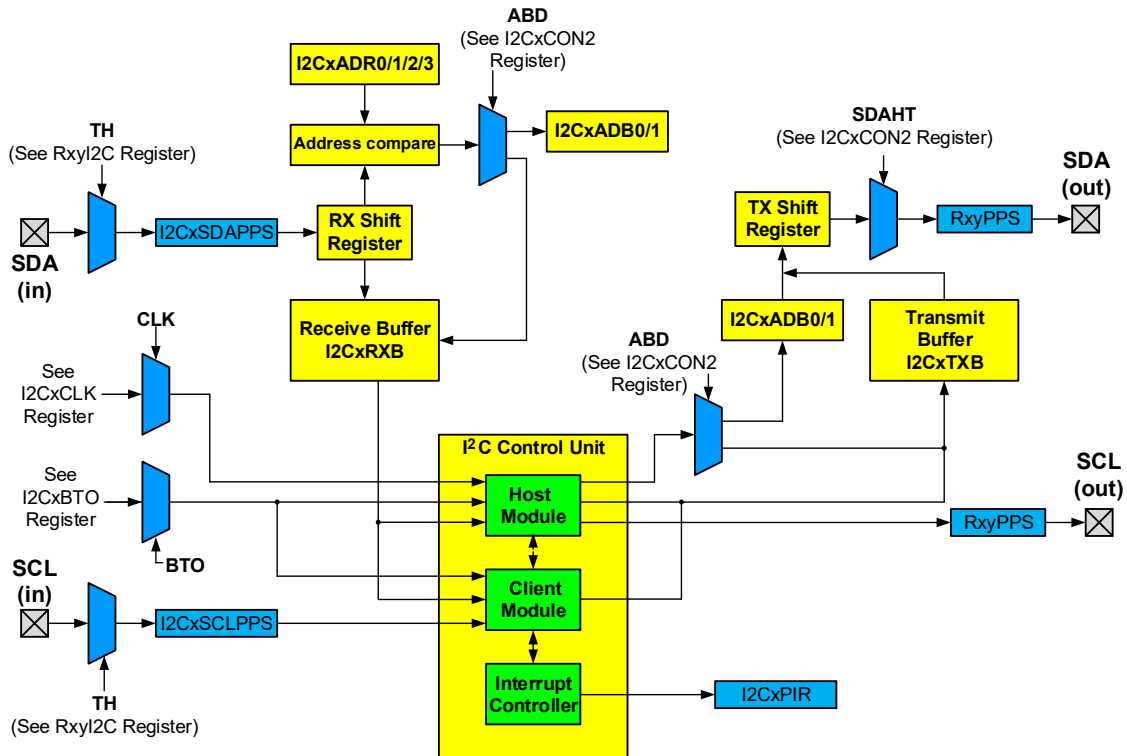 ABD
(See I2CxCON2
Register)
I2CxADR0/1/2/3
SDAHT
(See I2CxCON2 Register)
TH
(See RxyI2C Register)
Address compare
I2CxADB0/1
SDA
(out)
I2CxSDAPPS
RX Shift
Register
TX Shift
Register
RxyPPS
SDA
(in)
Receive Buffer
I2CxRXB
I2CxADB0/1
Transmit
Buffer
I2CxTXB
CLK
See
I2CxCLK
Register
ABD
(See I2CxCON2
Register)
I²C Control Unit
See
I2CxBTO
Register
Host
Module
SCL
(out)
RxyPPS
BTO
SCL
(in)
Client
Module
I2CxSCLPPS
Interrupt
Controller
I2CxPIR
TH
(See RxyI2C Register)